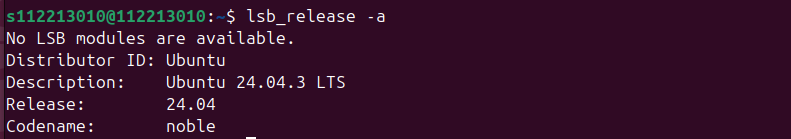 s112213010@112213010:~$ lsb_release -a
No LSB modules are available.
Distributor ID: Ubuntu
Description:    Ubuntu 24.04.3 LTS
Release:        24.04
Codename:       noble